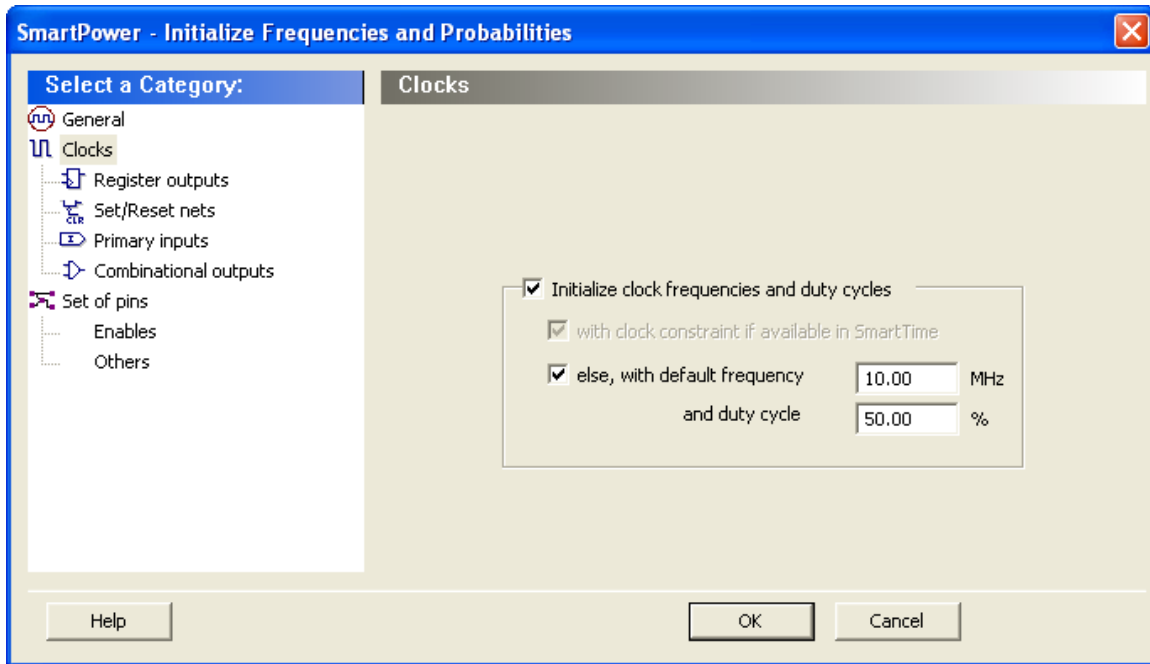 SmartPower - Initialize Frequencies and Probabilities
Select a Category:
General
Clocks
Register outputs
Set/Reset nets
CLR
Primary inputs
Combinational outputs
Set of pins
Enables
Others
Clocks
Initialize clock frequencies and duty cycles
with clock constraint if available in SmartTime
else, with default frequency 10.00 MHz
and duty cycle 50.00 %
Help OK Cancel